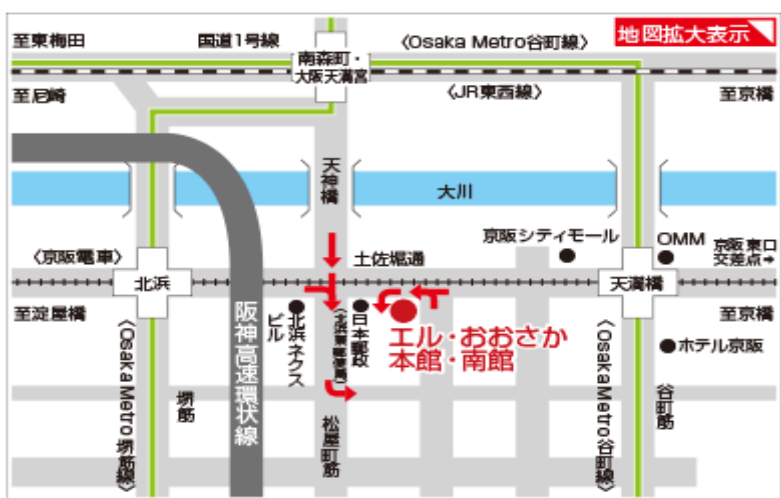 地図拡大表示
至東梅田
国道1号線
〈Osaka Metro谷町線〉
南森町・
大阪天満宮
至尼崎
〈JR東西線〉
至京橋
天神橋
大川
〈京阪電車〉
北浜
土佐堀通
京阪シティモール
OMM
京阪東口
交差点→
天満橋
至淀屋橋
至京橋
阪神高速環状線
北浜ネクス
ビル
日本郵政
(北浜東郵便局)
エル・おおさか
本館・南館
ホテル京阪
〈Osaka Metro堺筋線〉
堺筋
松屋町筋
〈Osaka Metro谷町線〉
谷町筋